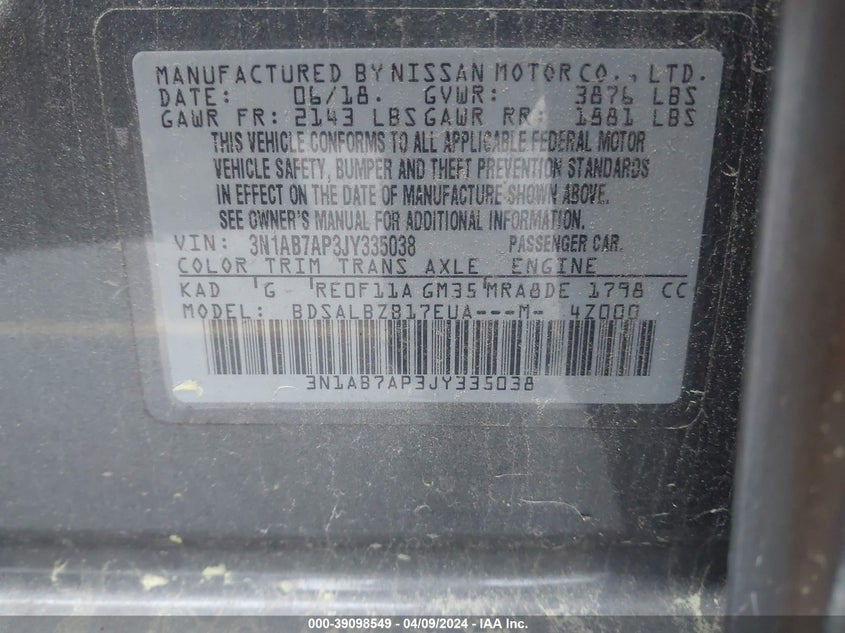 MANUFACTURED BY NISSAN MOTOR CO., LTD.
DATE: 06/18. GVWR: 3876 LBS
GAWR FR: 2143 LBS GAWR RR: 1881 LBS
THIS VEHICLE CONFORMS TO ALL APPLICABLE FEDERAL MOTOR
VEHICLE SAFETY, BUMPER AND THEFT PREVENTION STANDARDS
IN EFFECT ON THE DATE OF MANUFACTURE SHOWN ABOVE.
SEE OWNER'S MANUAL FOR ADDITIONAL INFORMATION.
VIN: 3N1AB7AP3JY335038 PASSENGER CAR.
COLOR TRIM TRANS AXLE ENGINE
KAD G RE0F11A GM35 MRA8DE 1798 CC
MODEL: BDSALBZB17EUA---M- 4Z000
3N1AB7AP3JY335038
000-39098549 - 04/09/2024 - IAA Inc.